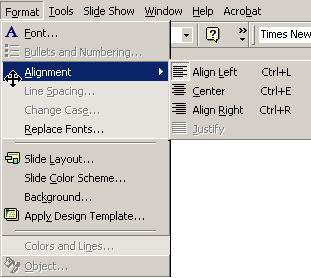 Format Tools Slide Show Window Help Acrobat
Font...
Times New
Bullets and Numbering...
Alignment
Align Left Ctrl+L
Line Spacing...
Center Ctrl+E
Change Case...
Align Right Ctrl+R
Replace Fonts...
Justify
Slide Layout...
Slide Color Scheme...
Background...
Apply Design Template...
Colors and Lines...
Object...